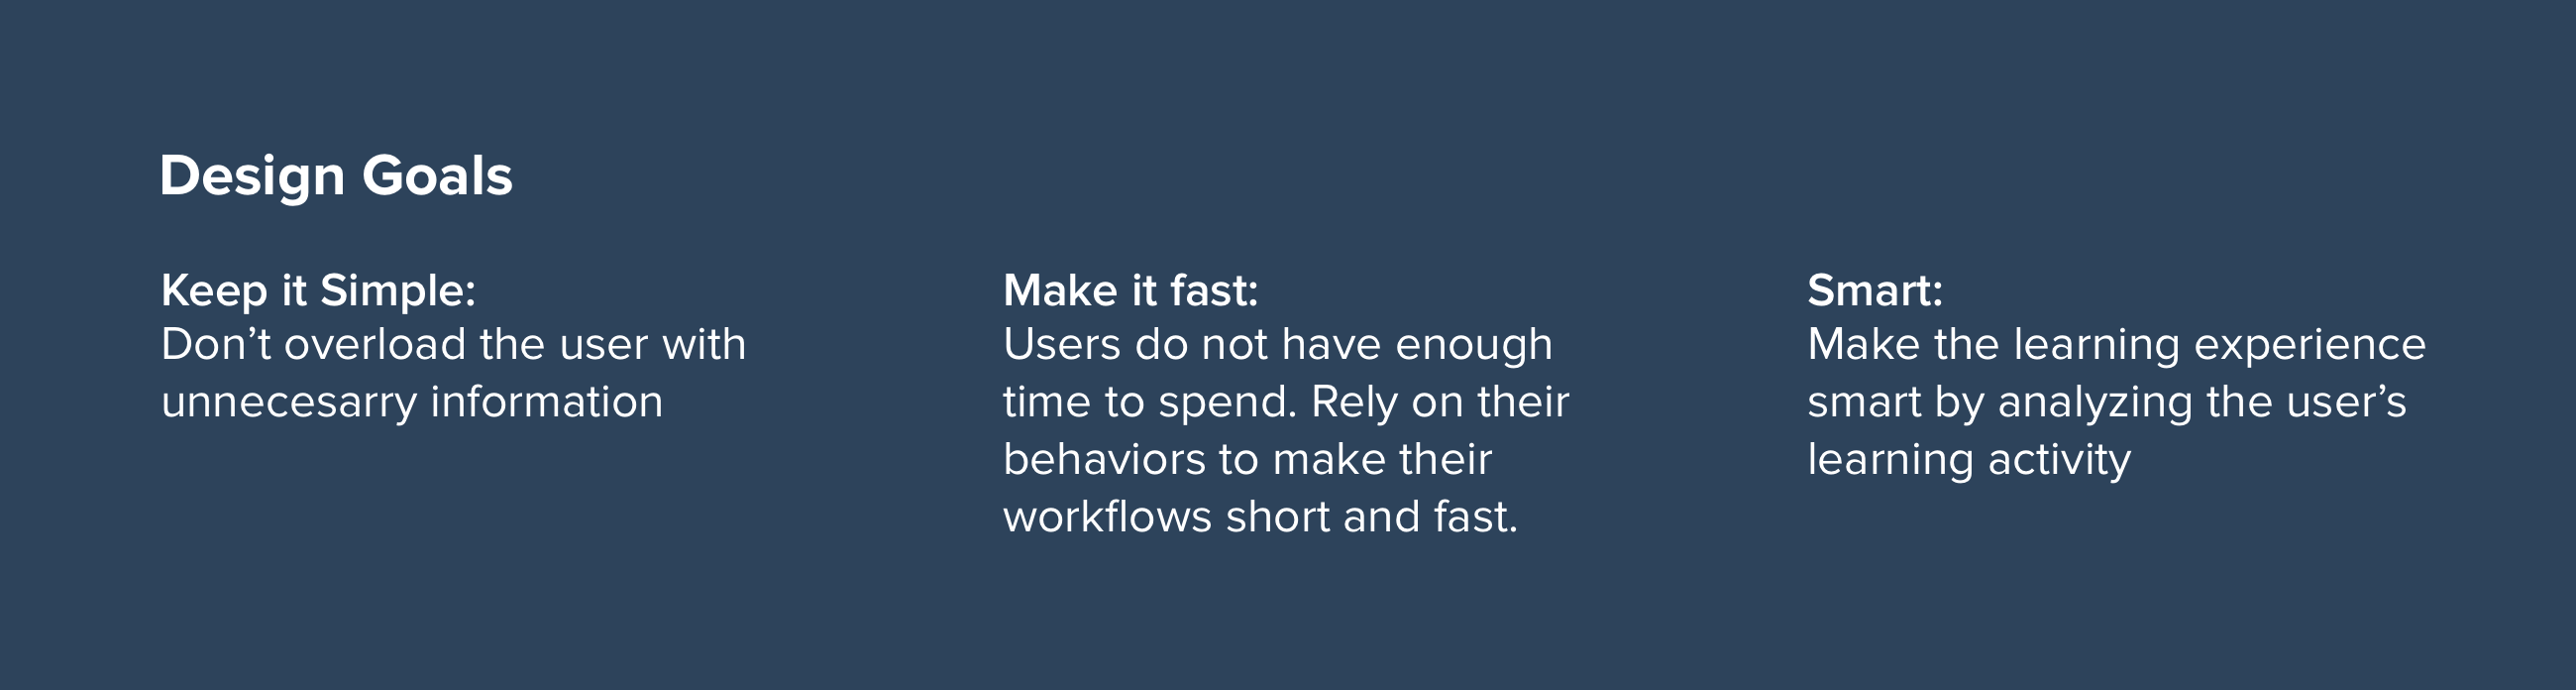 Design Goals
Keep it Simple:
Don’t overload the user with
unnecesarry information
Make it fast:
Users do not have enough
time to spend. Rely on their
behaviors to make their
workflows short and fast.
Smart:
Make the learning experience
smart by analyzing the user’s
learning activity